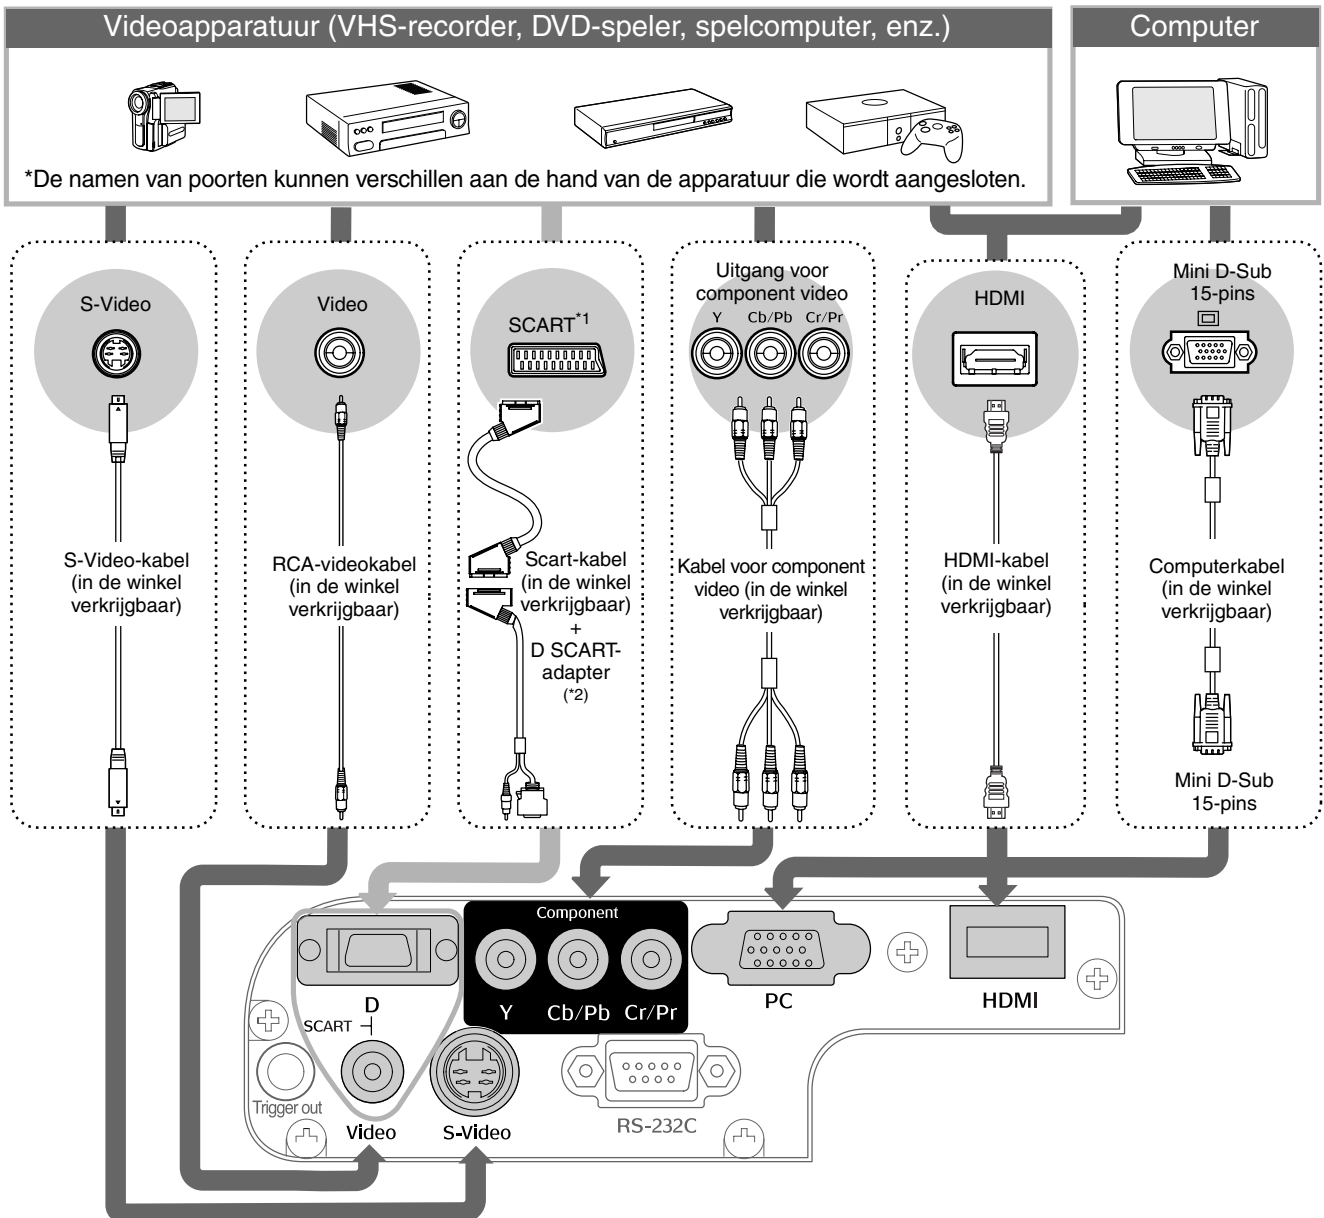 Videoapparatuur (VHS-recorder, DVD-speler, spelcomputer, enz.)
Computer
*De namen van poorten kunnen verschillen aan de hand van de apparatuur die wordt aangesloten.
S-Video
Video
SCART*1
Uitgang voor
component video
Y Cb/Pb Cr/Pr
HDMI
Mini D-Sub
15-pins
S-Video-kabel
(in de winkel
verkrijgbaar)
RCA-videokabel
(in de winkel
verkrijgbaar)
Scart-kabel
(in de winkel
verkrijgbaar)
+
D SCART-
adapter
(*2)
Kabel voor component
video (in de winkel
verkrijgbaar)
HDMI-kabel
(in de winkel
verkrijgbaar)
Computerkabel
(in de winkel
verkrijgbaar)
Mini D-Sub
15-pins
Component
Y Cb/Pb Cr/Pr
PC
HDMI
D
SCART
Trigger out
Video
S-Video
RS-232C